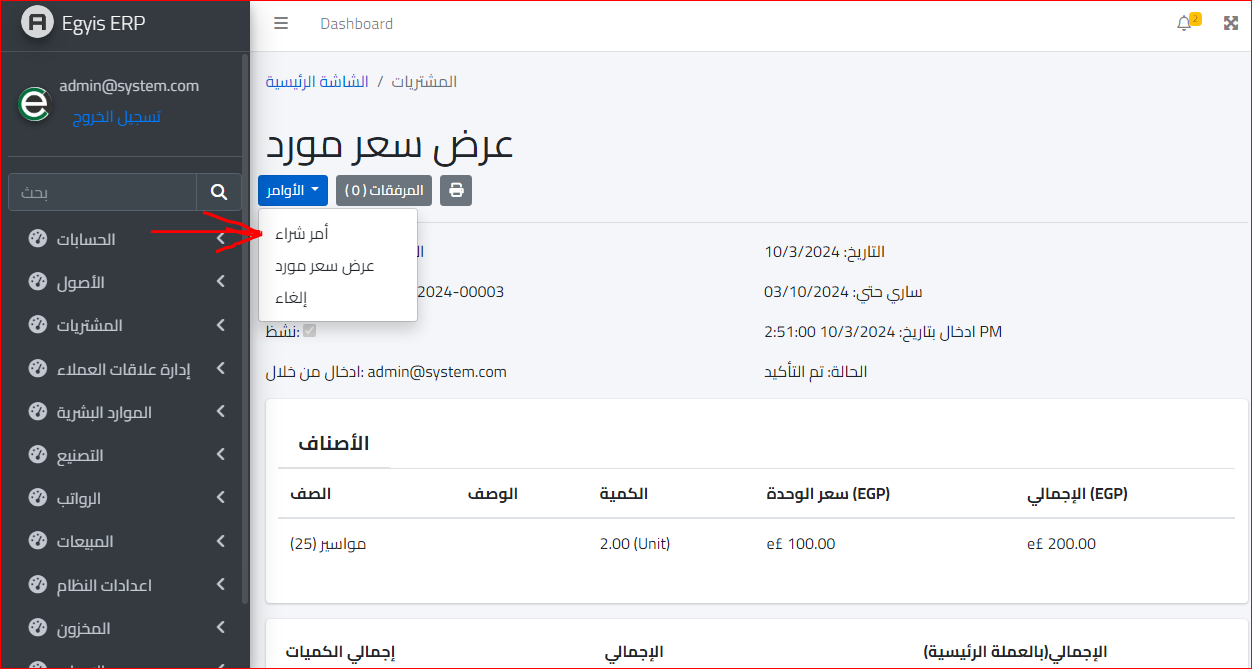 Egyis ERP
Dashboard
2
admin@system.com
تسجيل الخروج
بحث
الحسابات
الأصول
المشتريات
إدارة علاقات العملاء
الموارد البشرية
التصنيع
الرواتب
المبيعات
اعدادات النظام
المخزون
الشاشة الرئيسية / المشتريات
عرض سعر مورد
الأوامر
المرفقات ( 0 )
أمر شراء
عرض سعر مورد
إلغاء
التاريخ: 10/3/2024
2024-00003
ساري حتي: 03/10/2024
نشظ:
ادخال بتاريخ: 10/3/2024 2:51:00 PM
ادخال من خلال: admin@system.com
الحالة: تم التأكيد
الأصناف
الصف الوصف الكمية سعر الوحدة (EGP) الإجمالي (EGP)
مواسير (25) 2.00 (Unit) e£ 100.00 e£ 200.00
إجمالي الكميات الإجمالي الإجمالي(بالعملة الرئيسية)